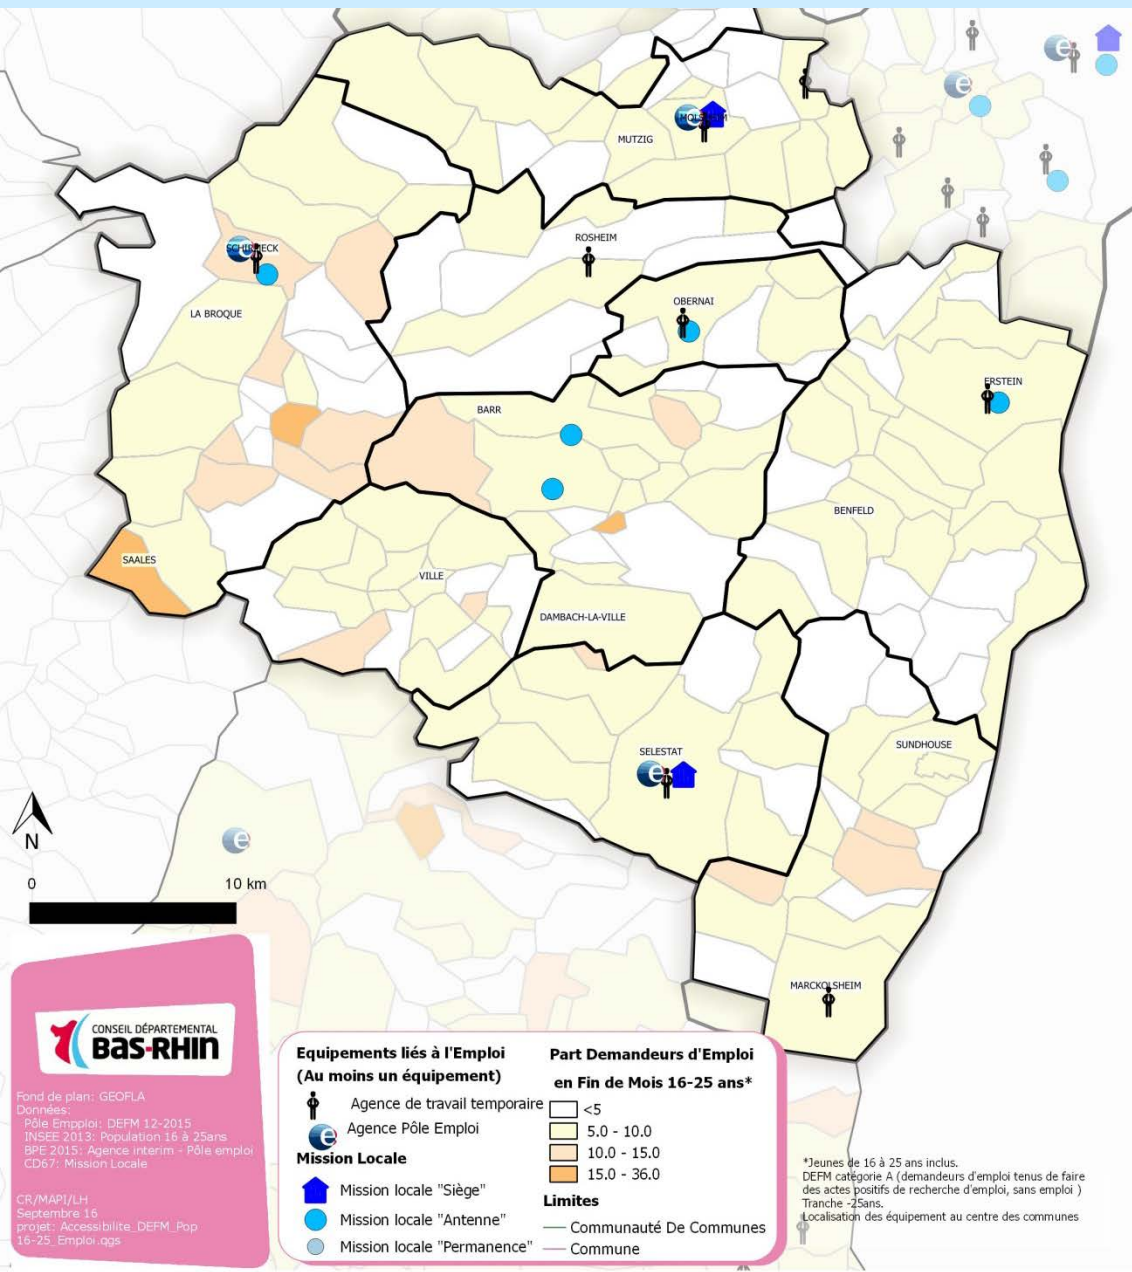 MOLSHEIM
MUTZIG
ROSHEIM
SCHIRMECK
OBERNAI
LA BROQUE
ERSTEIN
BARR
BENFELD
SAALES
VILLE
DAMBACH-LA-VILLE
SUNDHOUSE
SELESTAT
N
0 10 km
MARCKOLSHEIM
CONSEIL DÉPARTEMENTAL
BAS-RHIN
Fond de plan: GEOFLA
Données:
Pôle Empploi: DEFM 12-2015
INSEE 2013: Population 16 à 25ans
BPE 2015: Agence interim - Pôle emploi
CD67: Mission Locale
CR/MAPI/LH
Septembre 16
projet: Accessibilite_DEFM_Pop
16-25_Emploi.qgs
Equipements liés à l'Emploi
(Au moins un équipement)
Agence de travail temporaire
Agence Pôle Emploi
Mission Locale
Mission locale "Siège"
Mission locale "Antenne"
Mission locale "Permanence"
Part Demandeurs d'Emploi
en Fin de Mois 16-25 ans*
<5
5.0 - 10.0
10.0 - 15.0
15.0 - 36.0
Limites
Communauté De Communes
Commune
*Jeunes de 16 à 25 ans inclus.
DEFM catégorie A (demandeurs d'emploi tenus de faire
des actes positifs de recherche d'emploi, sans emploi )
Tranche -25ans.
Localisation des équipement au centre des communes